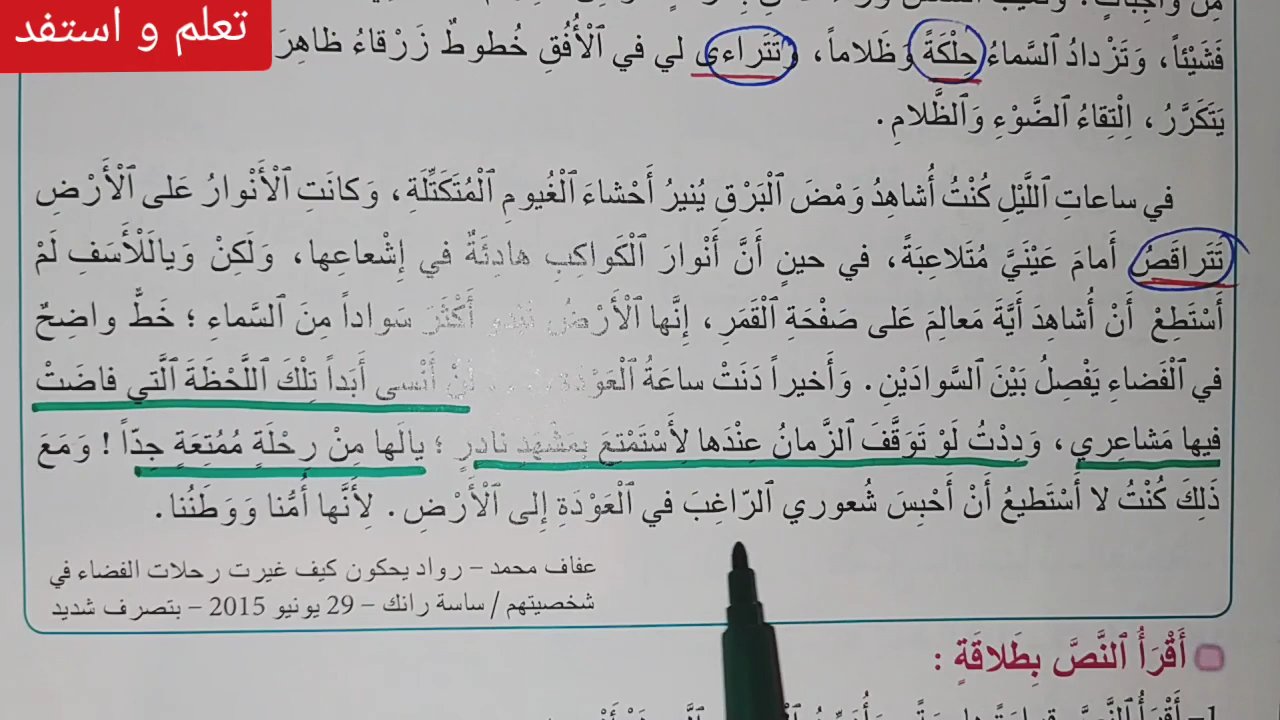 تعلم و استفد
فَشَيْئاً، وَتَزْدادُ ٱلسَّماءُ حِلْكَةً وَظَلاماً، وَتَتَراءى لي في ٱلْأُفُقِ خُطوطٌ زَرْقاءُ ظاهِرَ
يَتَكَرَّرُ، اِلْتِقاءُ ٱلضَّوْءِ وَٱلظَّلامِ.
في ساعاتِ ٱللَّيْلِ كُنْتُ أُشاهِدُ وَمْضَ ٱلْبَرْقِ يُنيرُ أَحْشاءَ ٱلْغُيومِ ٱلْمُتَكَتِّلَةِ، وَكانَتِ ٱلْأَنْوارُ عَلى ٱلْأَرْضِ
تَتَراقَصُ أَمامَ عَيْنَيَّ مُتَلاعِبَةً، في حينِ أَنَّ أَنْوارَ ٱلْكَواكِبِ هادِئَةٌ في إِشْعاعِها، وَلَكِنْ وَيالَلْأَسَفِ لَمْ
أَسْتَطِعْ أَنْ أُشاهِدَ أَيَّةَ مَعالِمَ عَلى صَفْحَةِ ٱلْقَمَرِ، إِنَّها ٱلْأَرْضُ تَبْدو أَكْثَرَ سَواداً مِنَ ٱلسَّماءِ ؛ خَطٌّ واضِحٌ
في ٱلْفَضاءِ يَفْصِلُ بَيْنَ ٱلسَّوادَيْنِ. وَأَخيراً دَنَتْ ساعَةُ ٱلْعَوْدَةِ لَنْ أَنْسى أَبَداً تِلْكَ ٱللَّحْظَةَ ٱلَّتي فاضَتْ
فيها مَشاعِري، وَدِدْتُ لَوْ تَوَقَّفَ ٱلزَّمانُ عِنْدَها لِأَسْتَمْتِعَ بِمَشْهَدٍ نادِرٍ ؛ يالَها مِنْ رِحْلَةٍ مُمْتِعَةٍ جِدّاً ! وَمَعَ
ذَلِكَ كُنْتُ لا أَسْتَطيعُ أَنْ أَحْبِسَ شُعوري ٱلرّاغِبَ في ٱلْعَوْدَةِ إِلى ٱلْأَرْضِ. لِأَنَّها أُمُّنا وَوَطَنُنا.
عفاف محمد – رواد يحكون كيف غيرت رحلات الفضاء في
شخصيتهم / ساسة رانك – 29 يونيو 2015 – بتصرف شديد
أَقْرَأُ ٱلنَّصَّ بِطَلاقَةٍ :